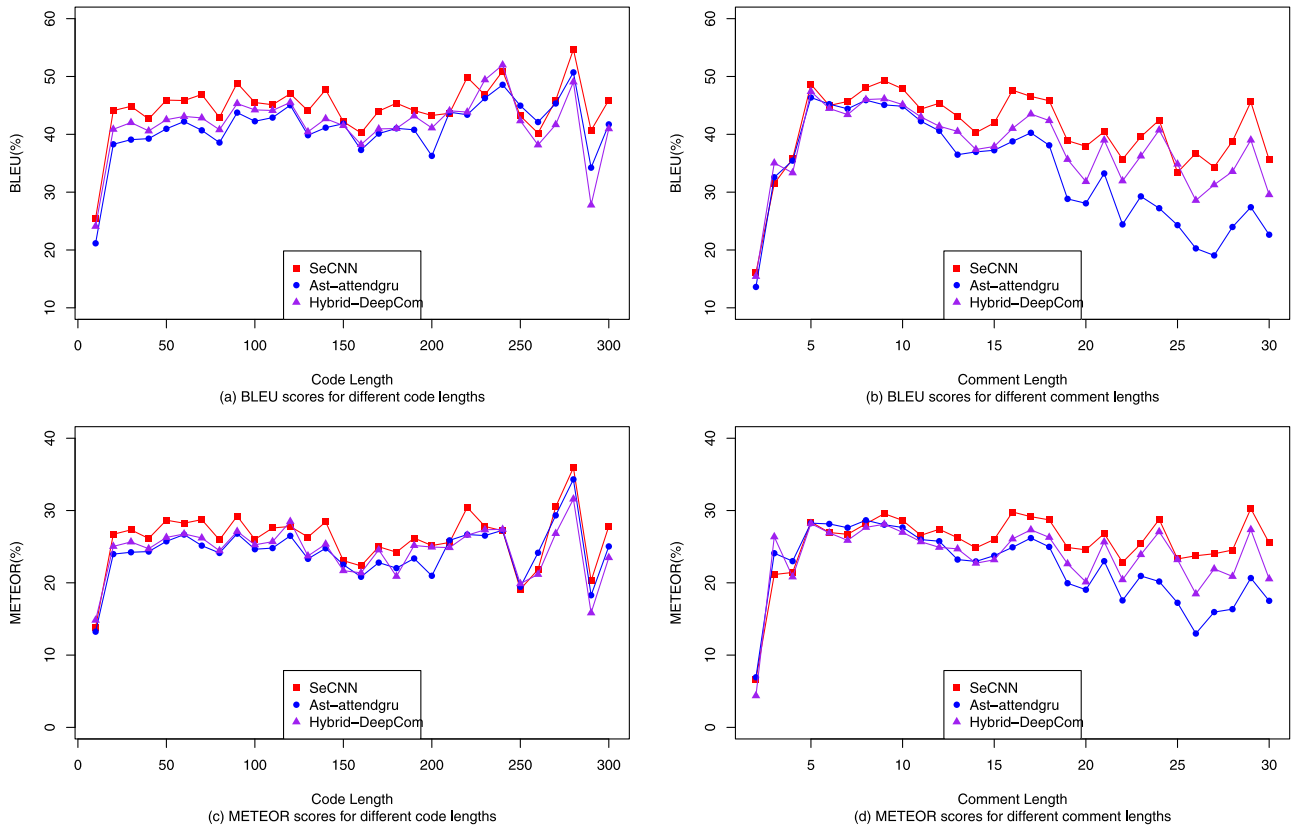 60
50
40
30
20
10
BLEU(%)
SeCNN
Ast−attendgru
Hybrid−DeepCom
0 50 100 150 200 250 300
Code Length
(a) BLEU scores for different code lengths
60
50
40
30
20
10
BLEU(%)
SeCNN
Ast−attendgru
Hybrid−DeepCom
5 10 15 20 25 30
Comment Length
(b) BLEU scores for different comment lengths
40
30
20
10
0
METEOR(%)
SeCNN
Ast−attendgru
Hybrid−DeepCom
0 50 100 150 200 250 300
Code Length
(c) METEOR scores for different code lengths
40
30
20
10
0
METEOR(%)
SeCNN
Ast−attendgru
Hybrid−DeepCom
5 10 15 20 25 30
Comment Length
(d) METEOR scores for different comment lengths